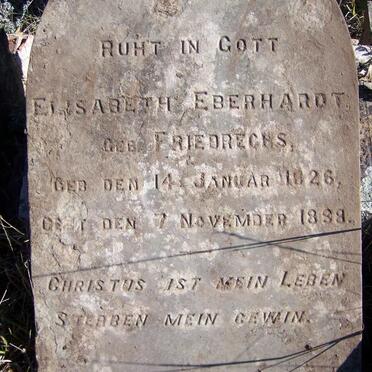 RUHT IN GOTT
ELISABETH EBERHARDT
GEB. FRIEDRECHS,
GEB DEN 14. JANUAR 1826,
GEST DEN 7 NOVEMBER 1898.
CHRISTUS IST MEIN LEBEN
STERBEN MEIN GEWIN.